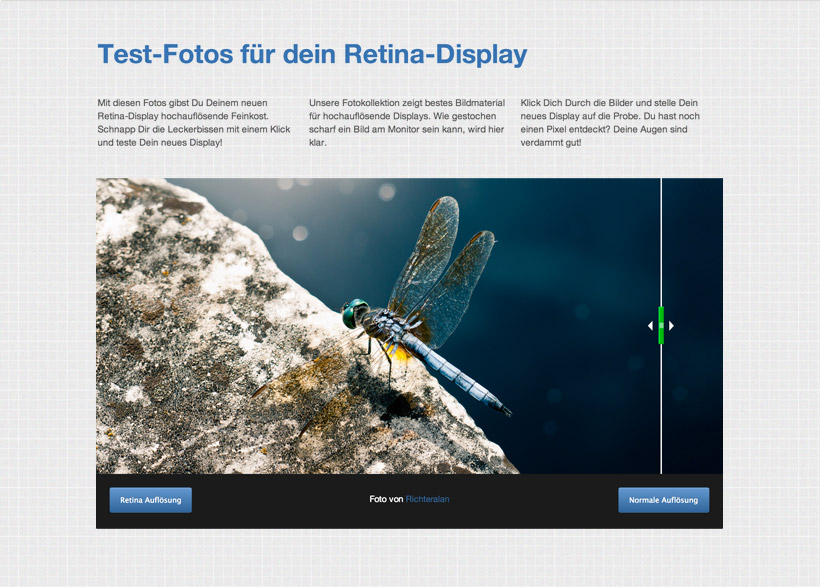 Test-Fotos für dein Retina-Display
Mit diesen Fotos gibst Du Deinem neuen
Retina-Display hochauflösende Feinkost.
Schnapp Dir die Leckerbissen mit einem Klick
und teste Dein neues Display!
Unsere Fotokollektion zeigt bestes Bildmaterial
für hochauflösende Displays. Wie gestochen
scharf ein Bild am Monitor sein kann, wird hier
klar.
Klick Dich Durch die Bilder und stelle Dein
neues Display auf die Probe. Du hast noch
einen Pixel entdeckt? Deine Augen sind
verdammt gut!
Retina Auflösung
Foto von Richteralan
Normale Auflösung